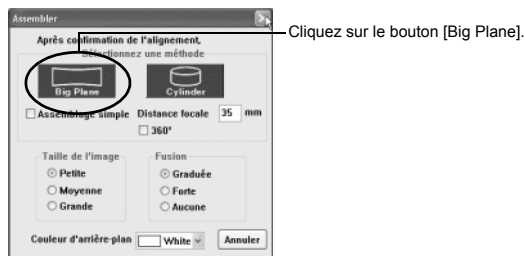 Assembler
Après confirmation de l'alignement,
Sélectionnez une méthode
Big Plane
Cylinder
Assemblage simple
Distance focale 35 mm
360°
Taille de l'image
Petite
Moyenne
Grande
Fusion
Graduée
Forte
Aucune
Couleur d'arrière-plan White Annuler
Cliquez sur le bouton [Big Plane].